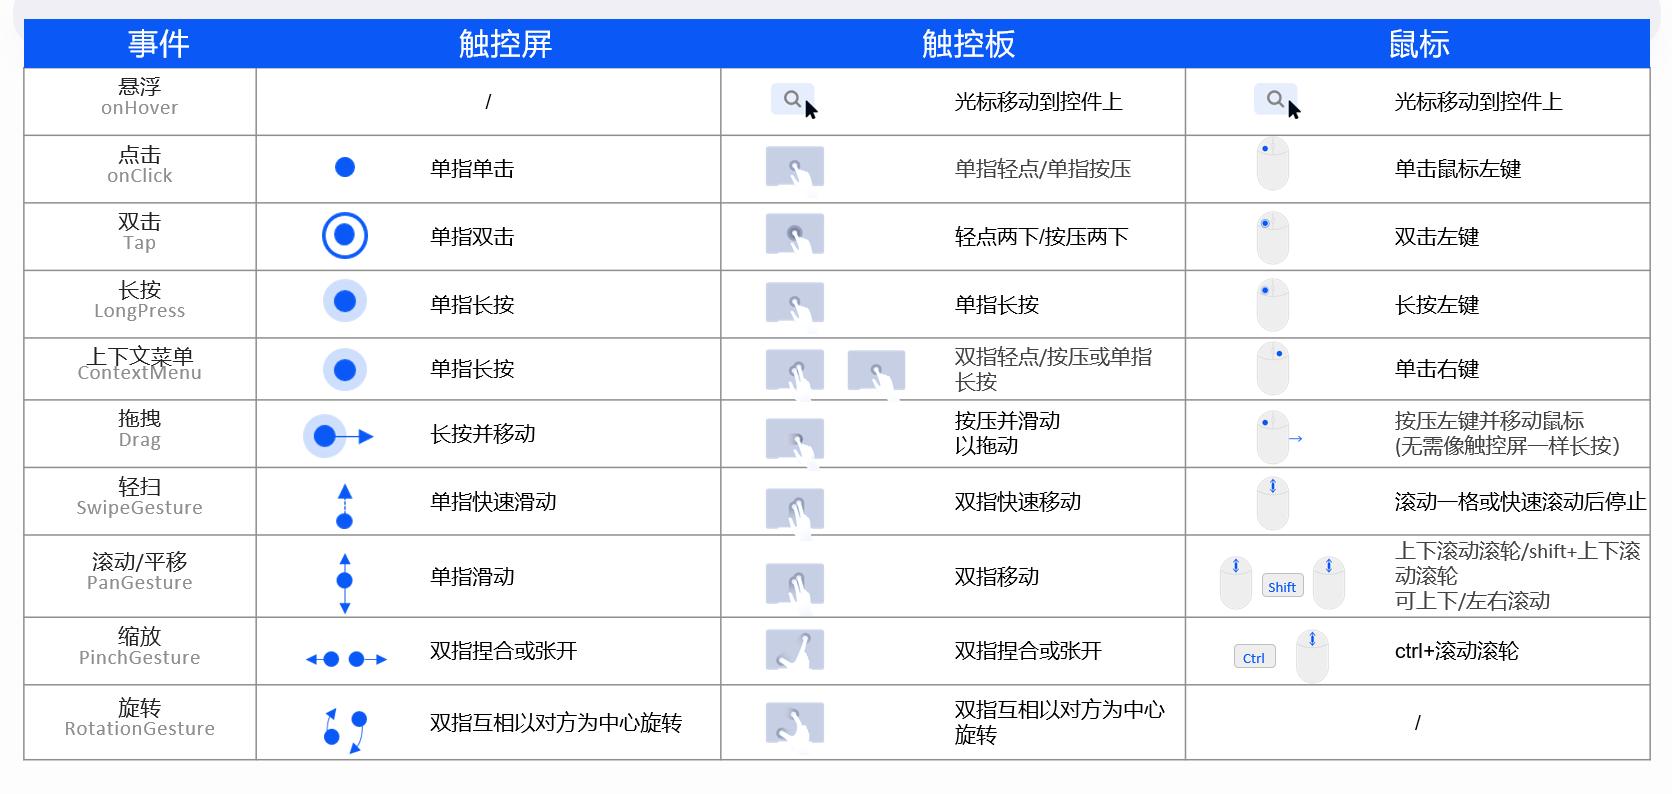 事件 触控屏 触控板 鼠标
悬浮
onHover
/
光标移动到控件上
光标移动到控件上
点击
onClick
单指单击
单指轻点/单指按压
单击鼠标左键
双击
Tap
单指双击
轻点两下/按压两下
双击左键
长按
LongPress
单指长按
单指长按
长按左键
上下文菜单
ContextMenu
单指长按
双指轻点/按压或单指
长按
单击右键
拖拽
Drag
长按并移动
按压并滑动
以拖动
按压左键并移动鼠标
(无需像触控屏一样长按)
轻扫
SwipeGesture
单指快速滑动
双指快速移动
滚动一格或快速滚动后停止
滚动/平移
PanGesture
单指滑动
双指移动
Shift
上下滚动滚轮/shift+上下滚
动滚轮
可上下/左右滚动
缩放
PinchGesture
双指捏合或张开
双指捏合或张开
Ctrl
ctrl+滚动滚轮
旋转
RotationGesture
双指互相以对方为中心旋转
双指互相以对方为中心
旋转
/